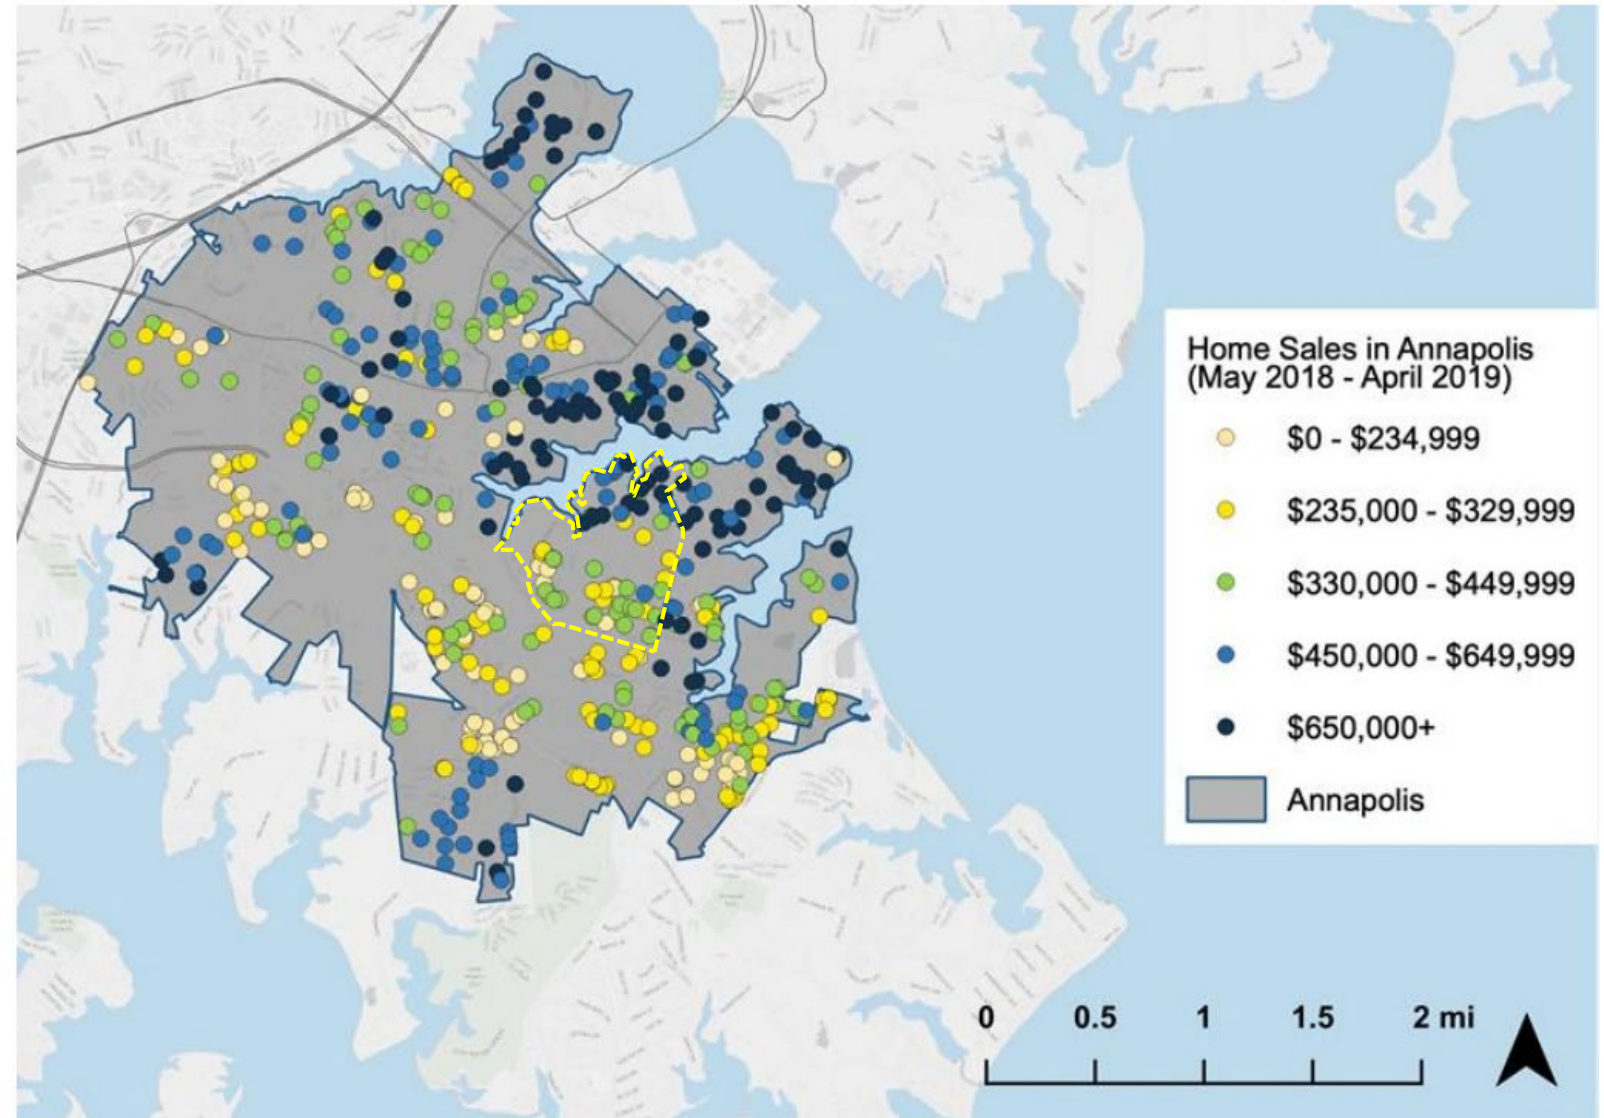 Home Sales in Annapolis
(May 2018 - April 2019)
$0 - $234,999
$235,000 - $329,999
$330,000 - $449,999
$450,000 - $649,999
$650,000+
Annapolis
0 0.5 1 1.5 2 mi